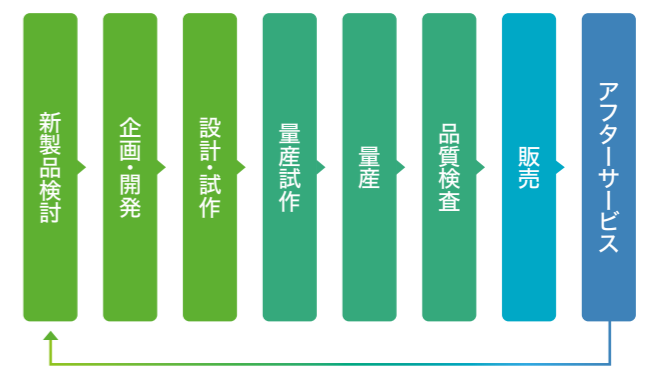 新製品検討
企画・開発
設計・試作
量産試作
量産
品質検査
販売
アフターサービス